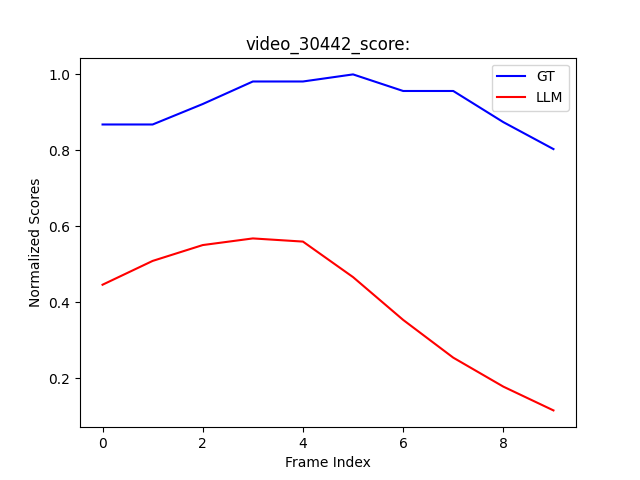 video_30442_score:
GT
LLM
Normalized Scores
1.0
0.8
0.6
0.4
0.2
0 2 4 6 8
Frame Index